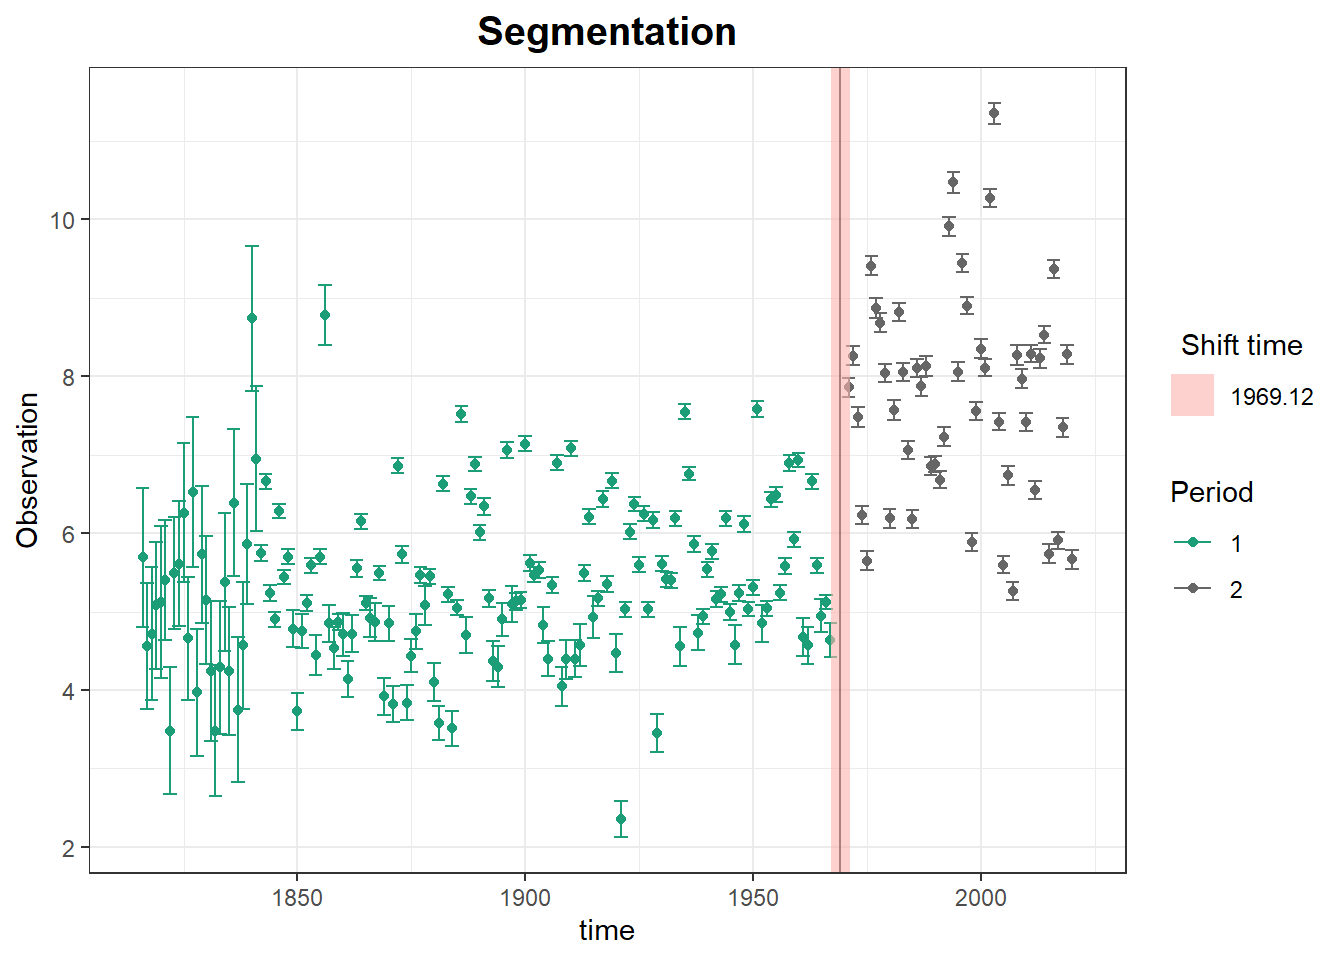 Segmentation
Observation
10
8
6
4
2
1850 1900 1950 2000
time
Shift time
1969.12
Period
1
2